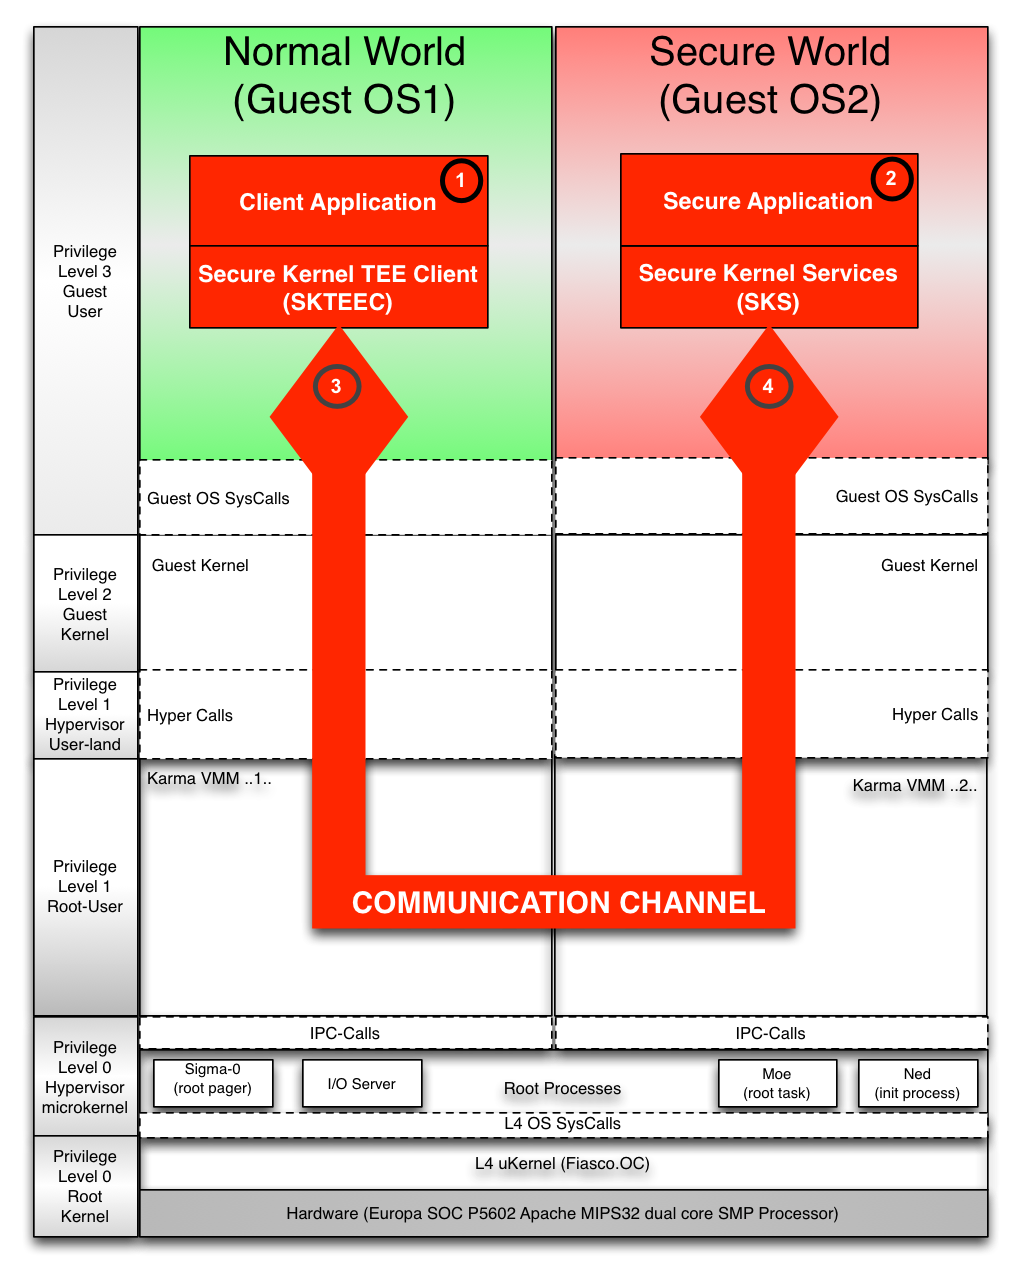 Normal World
(Guest OS1)
Secure World
(Guest OS2)
1
Client Application
Secure Kernel TEE Client
(SKTEEC)
2
Secure Application
Secure Kernel Services
(SKS)
Privilege
Level 3
Guest
User
3
4
Guest OS SysCalls
Guest OS SysCalls
Privilege
Level 2
Guest
Kernel
Guest Kernel
Guest Kernel
Privilege
Level 1
Hypervisor
User-land
Hyper Calls
Hyper Calls
Karma VMM ..1..
Karma VMM ..2..
Privilege
Level 1
Root-User
COMMUNICATION CHANNEL
Privilege
Level 0
Hypervisor
microkernel
IPC-Calls
IPC-Calls
Sigma-0
(root pager)
I/O Server
Root Processes
Moe
(root task)
Ned
(init process)
L4 OS SysCalls
Privilege
Level 0
Root
Kernel
L4 uKernel (Fiasco.OC)
Hardware (Europa SOC P5602 Apache MIPS32 dual core SMP Processor)